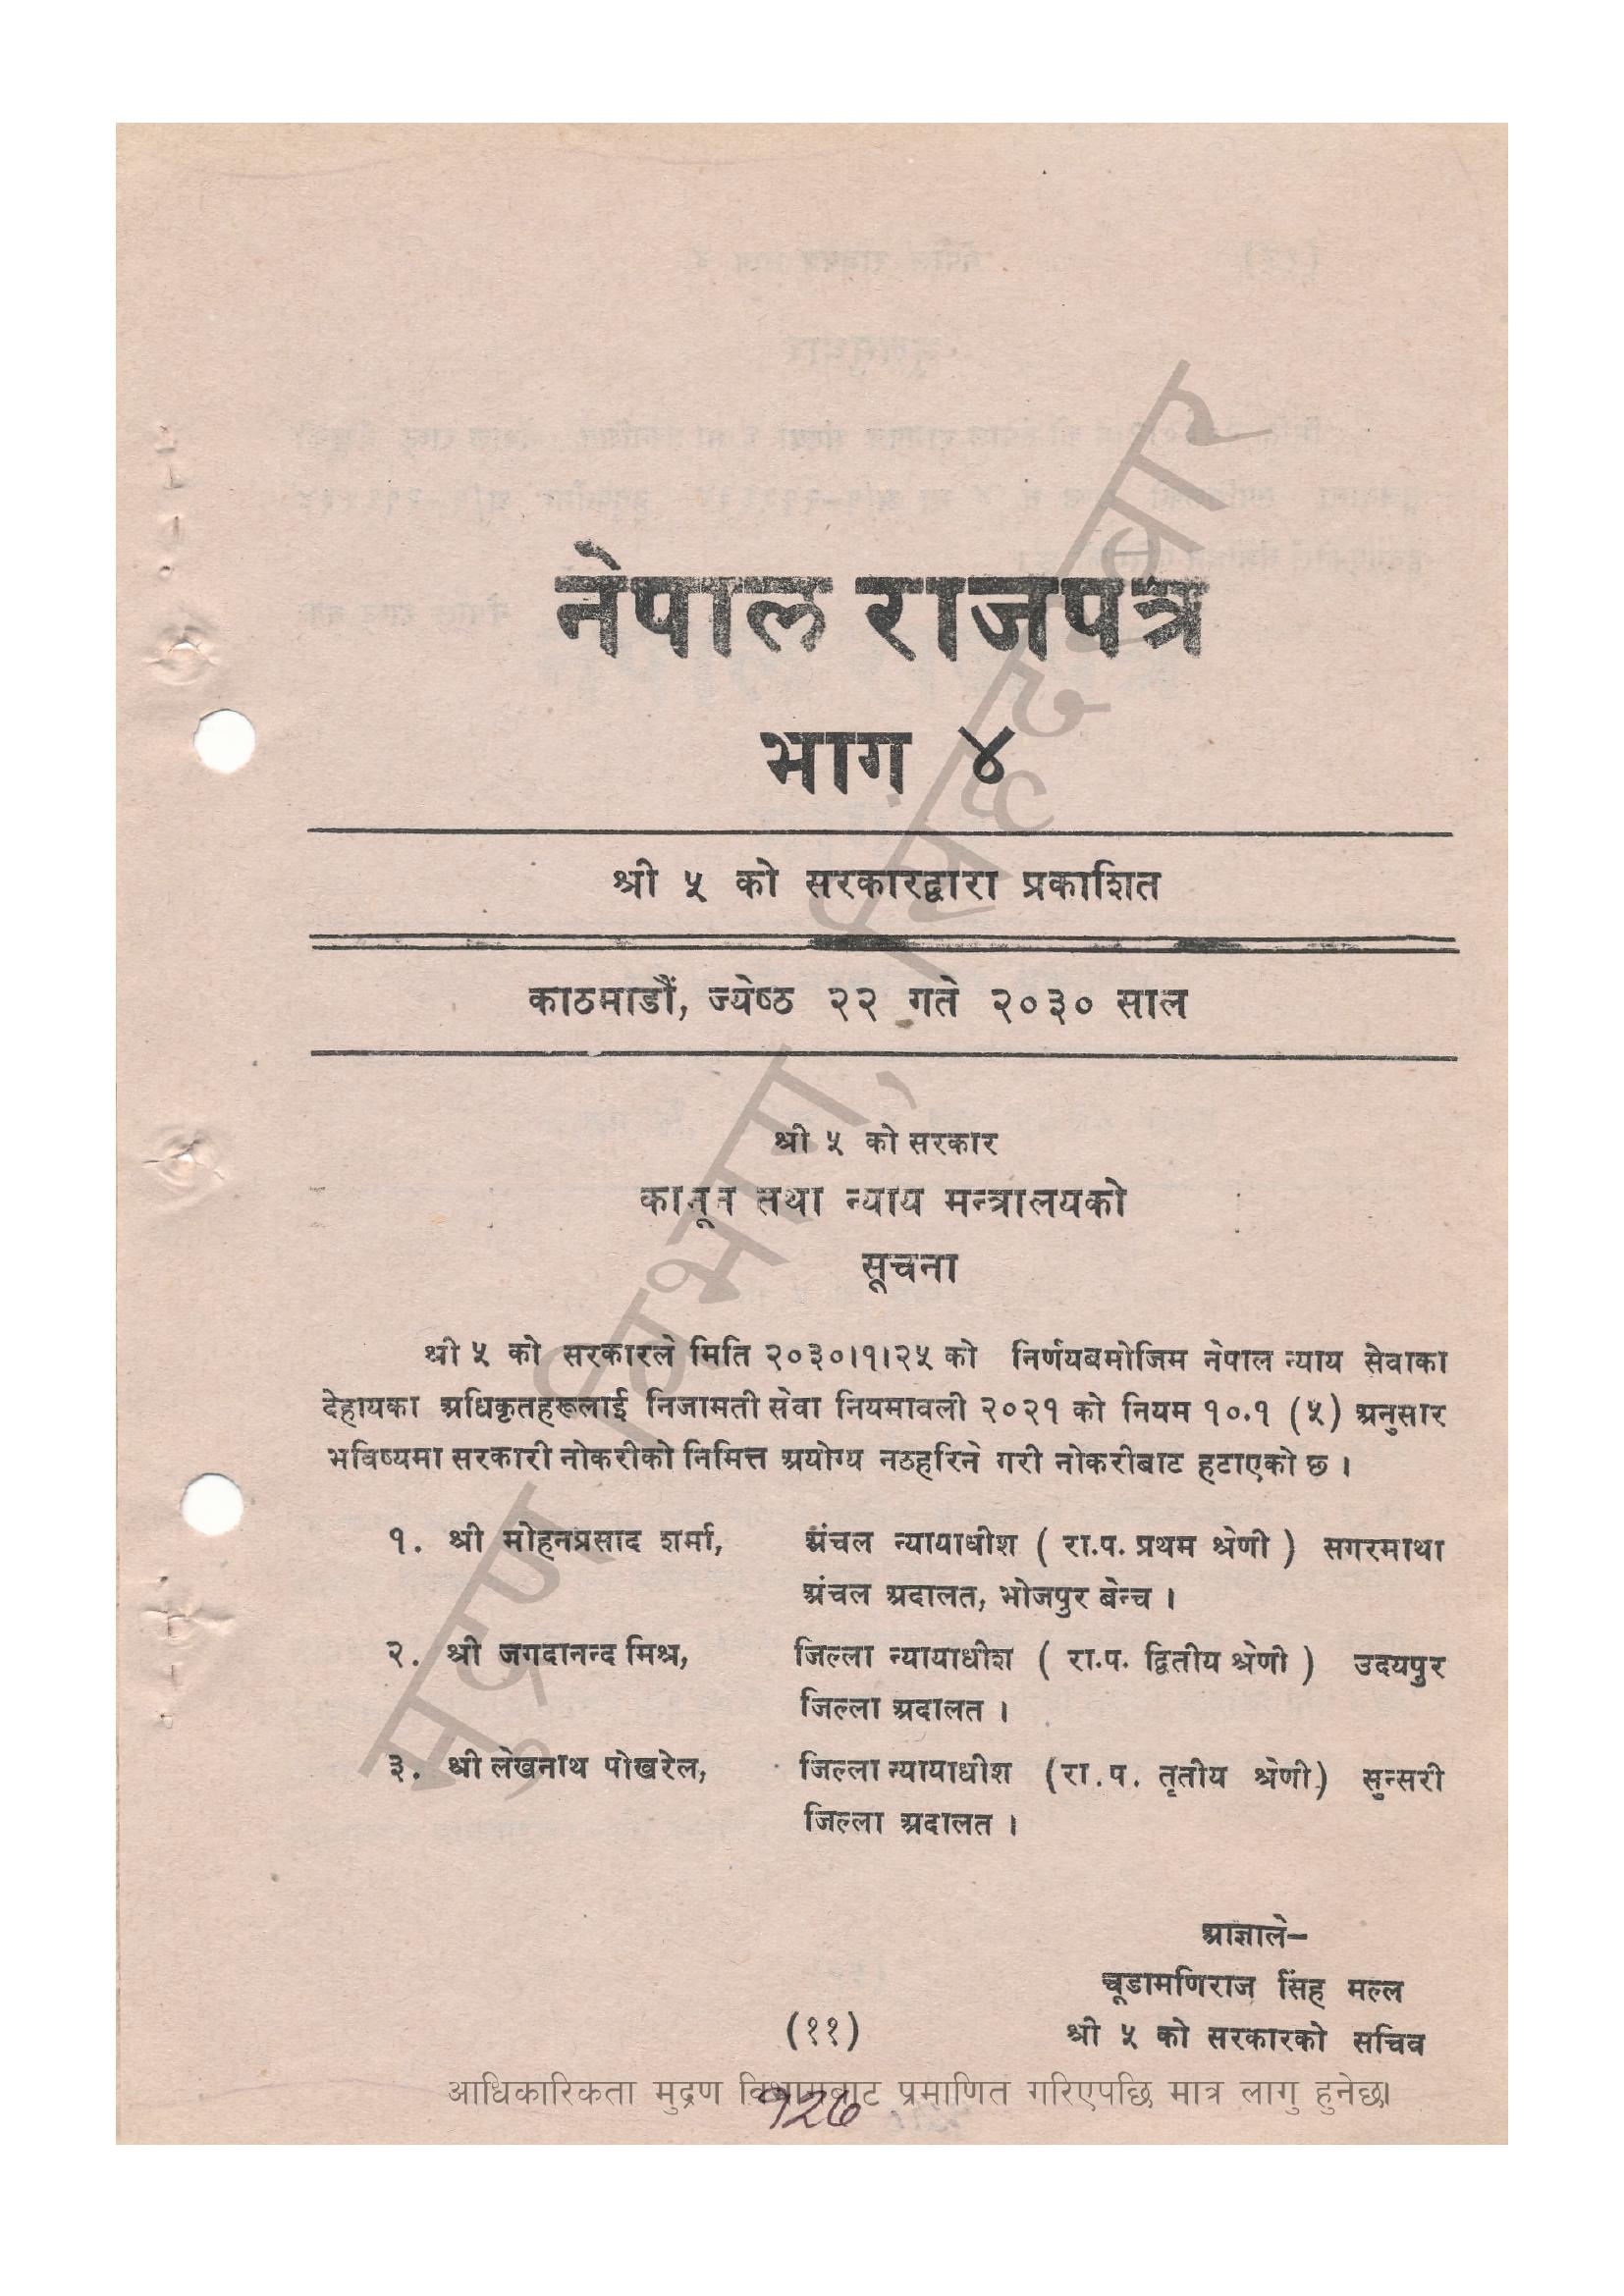 नेपाल राजपत्र
भाग ४
श्री ५ को सरकारद्वारा प्रकाशित
काठमाडौं, ज्येष्ठ २२ गते २०३० साल
श्री ५ को सरकार
कानून तथा न्याय मन्त्रालयको
सूचना
श्री ५ को सरकारले मिति २०३०।१।२५ को निर्णयबमोजिम नेपाल न्याय सेवाका
देहायका अधिकृतहरूलाई निजामती सेवा नियमावली २०२१ को नियम १०.१ (५) अनुसार
भविष्यमा सरकारी नोकरीको निमित्त अयोग्य नठहरिने गरी नोकरीबाट हटाएको छ ।
१. श्री मोहनप्रसाद शर्मा, अंचल न्यायाधीश ( रा.प. प्रथम श्रेणी ) सगरमाथा
अंचल अदालत, भोजपुर बेन्च ।
२. श्री जगदानन्द मिश्र, जिल्ला न्यायाधीश ( रा.प. द्वितीय श्रेणी ) उदयपुर
जिल्ला अदालत ।
३. श्री लेखनाथ पोखरेल, जिल्ला न्यायाधीश (रा.प. तृतीय श्रेणी) सुन्सरी
जिल्ला अदालत ।
आज्ञाले–
चूडामणिराज सिंह मल्ल
श्री ५ को सरकारको सचिव
(११)
आधिकारिकता मुद्रण विभागबाट प्रमाणित गरिएपछि मात्र लागु हुनेछ।
मुद्रण विभाग, सिंहदरबार